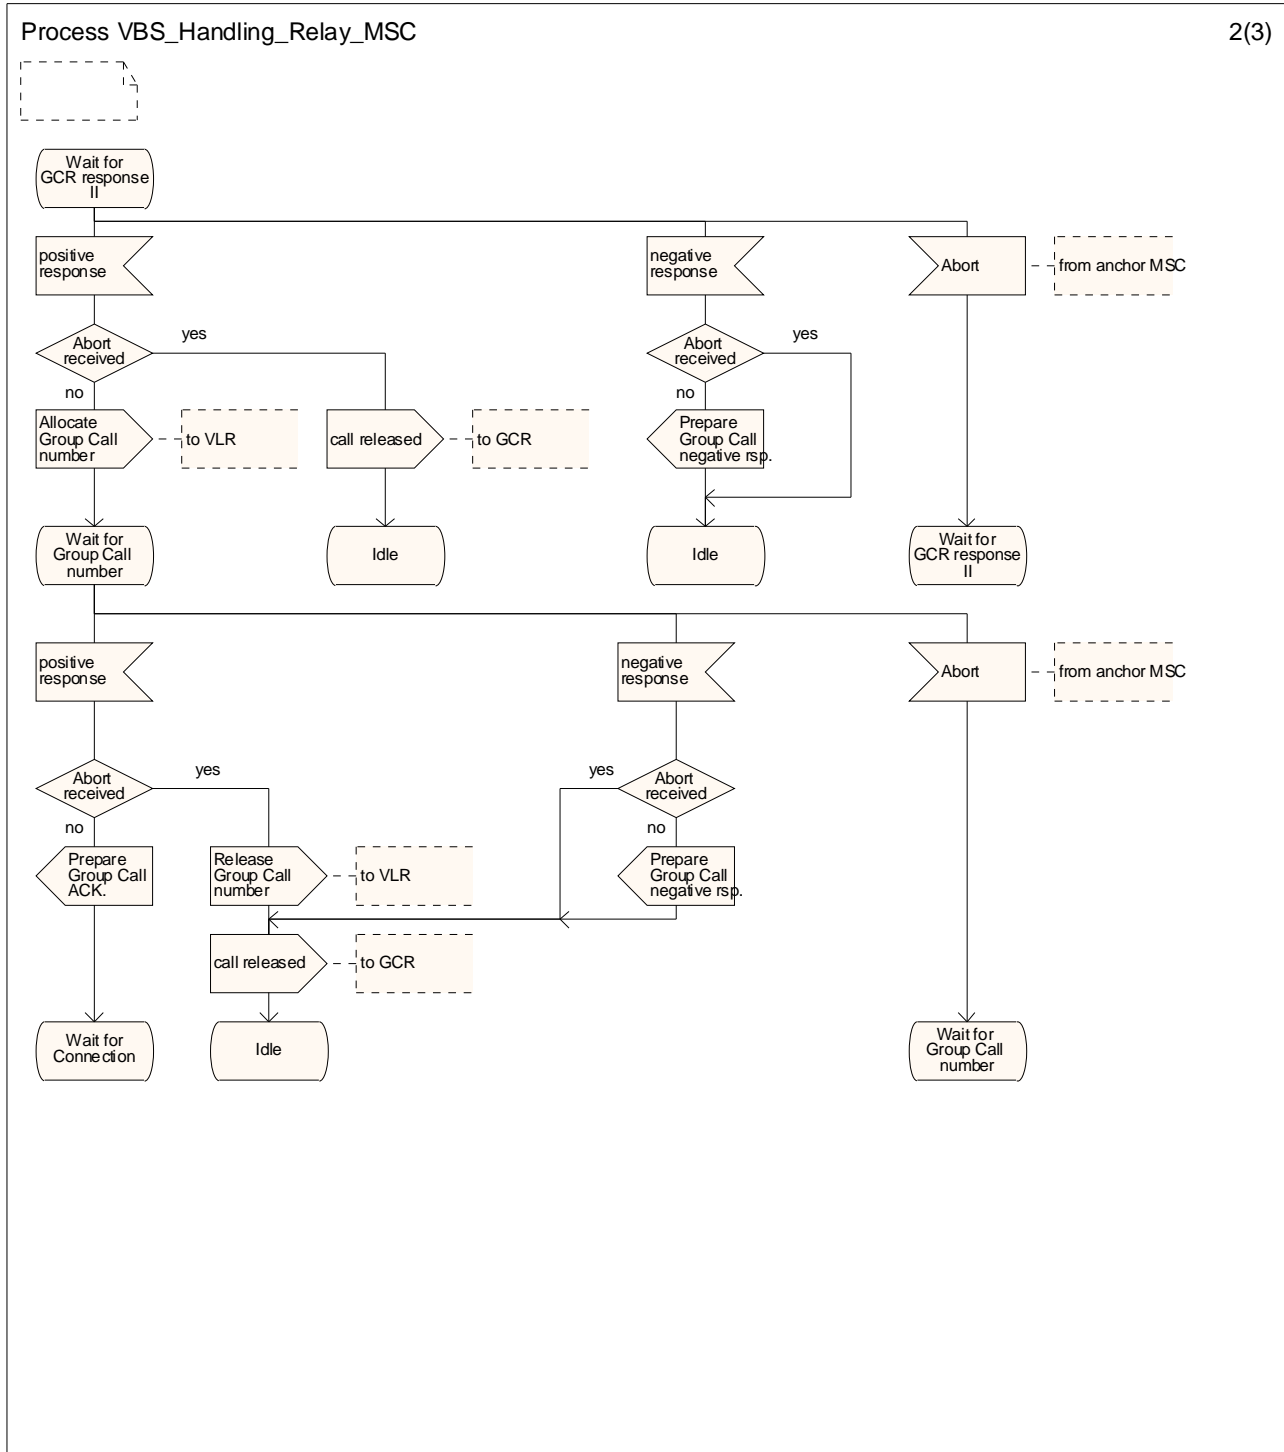 Process VBS_Handling_Relay_MSC
2(3)
Wait for
GCR response
II
positive
response
negative
response
Abort
from anchor MSC
Abort
received
yes
no
Abort
received
yes
no
Allocate
Group Call
number
to VLR
call released
to GCR
Prepare
Group Call
negative rsp.
Wait for
Group Call
number
Idle
Idle
Wait for
GCR response
II
positive
response
negative
response
Abort
from anchor MSC
Abort
received
yes
no
yes
Abort
received
no
Prepare
Group Call
ACK.
Release
Group Call
number
to VLR
Prepare
Group Call
negative rsp.
call released
to GCR
Wait for
Connection
Idle
Wait for
Group Call
number